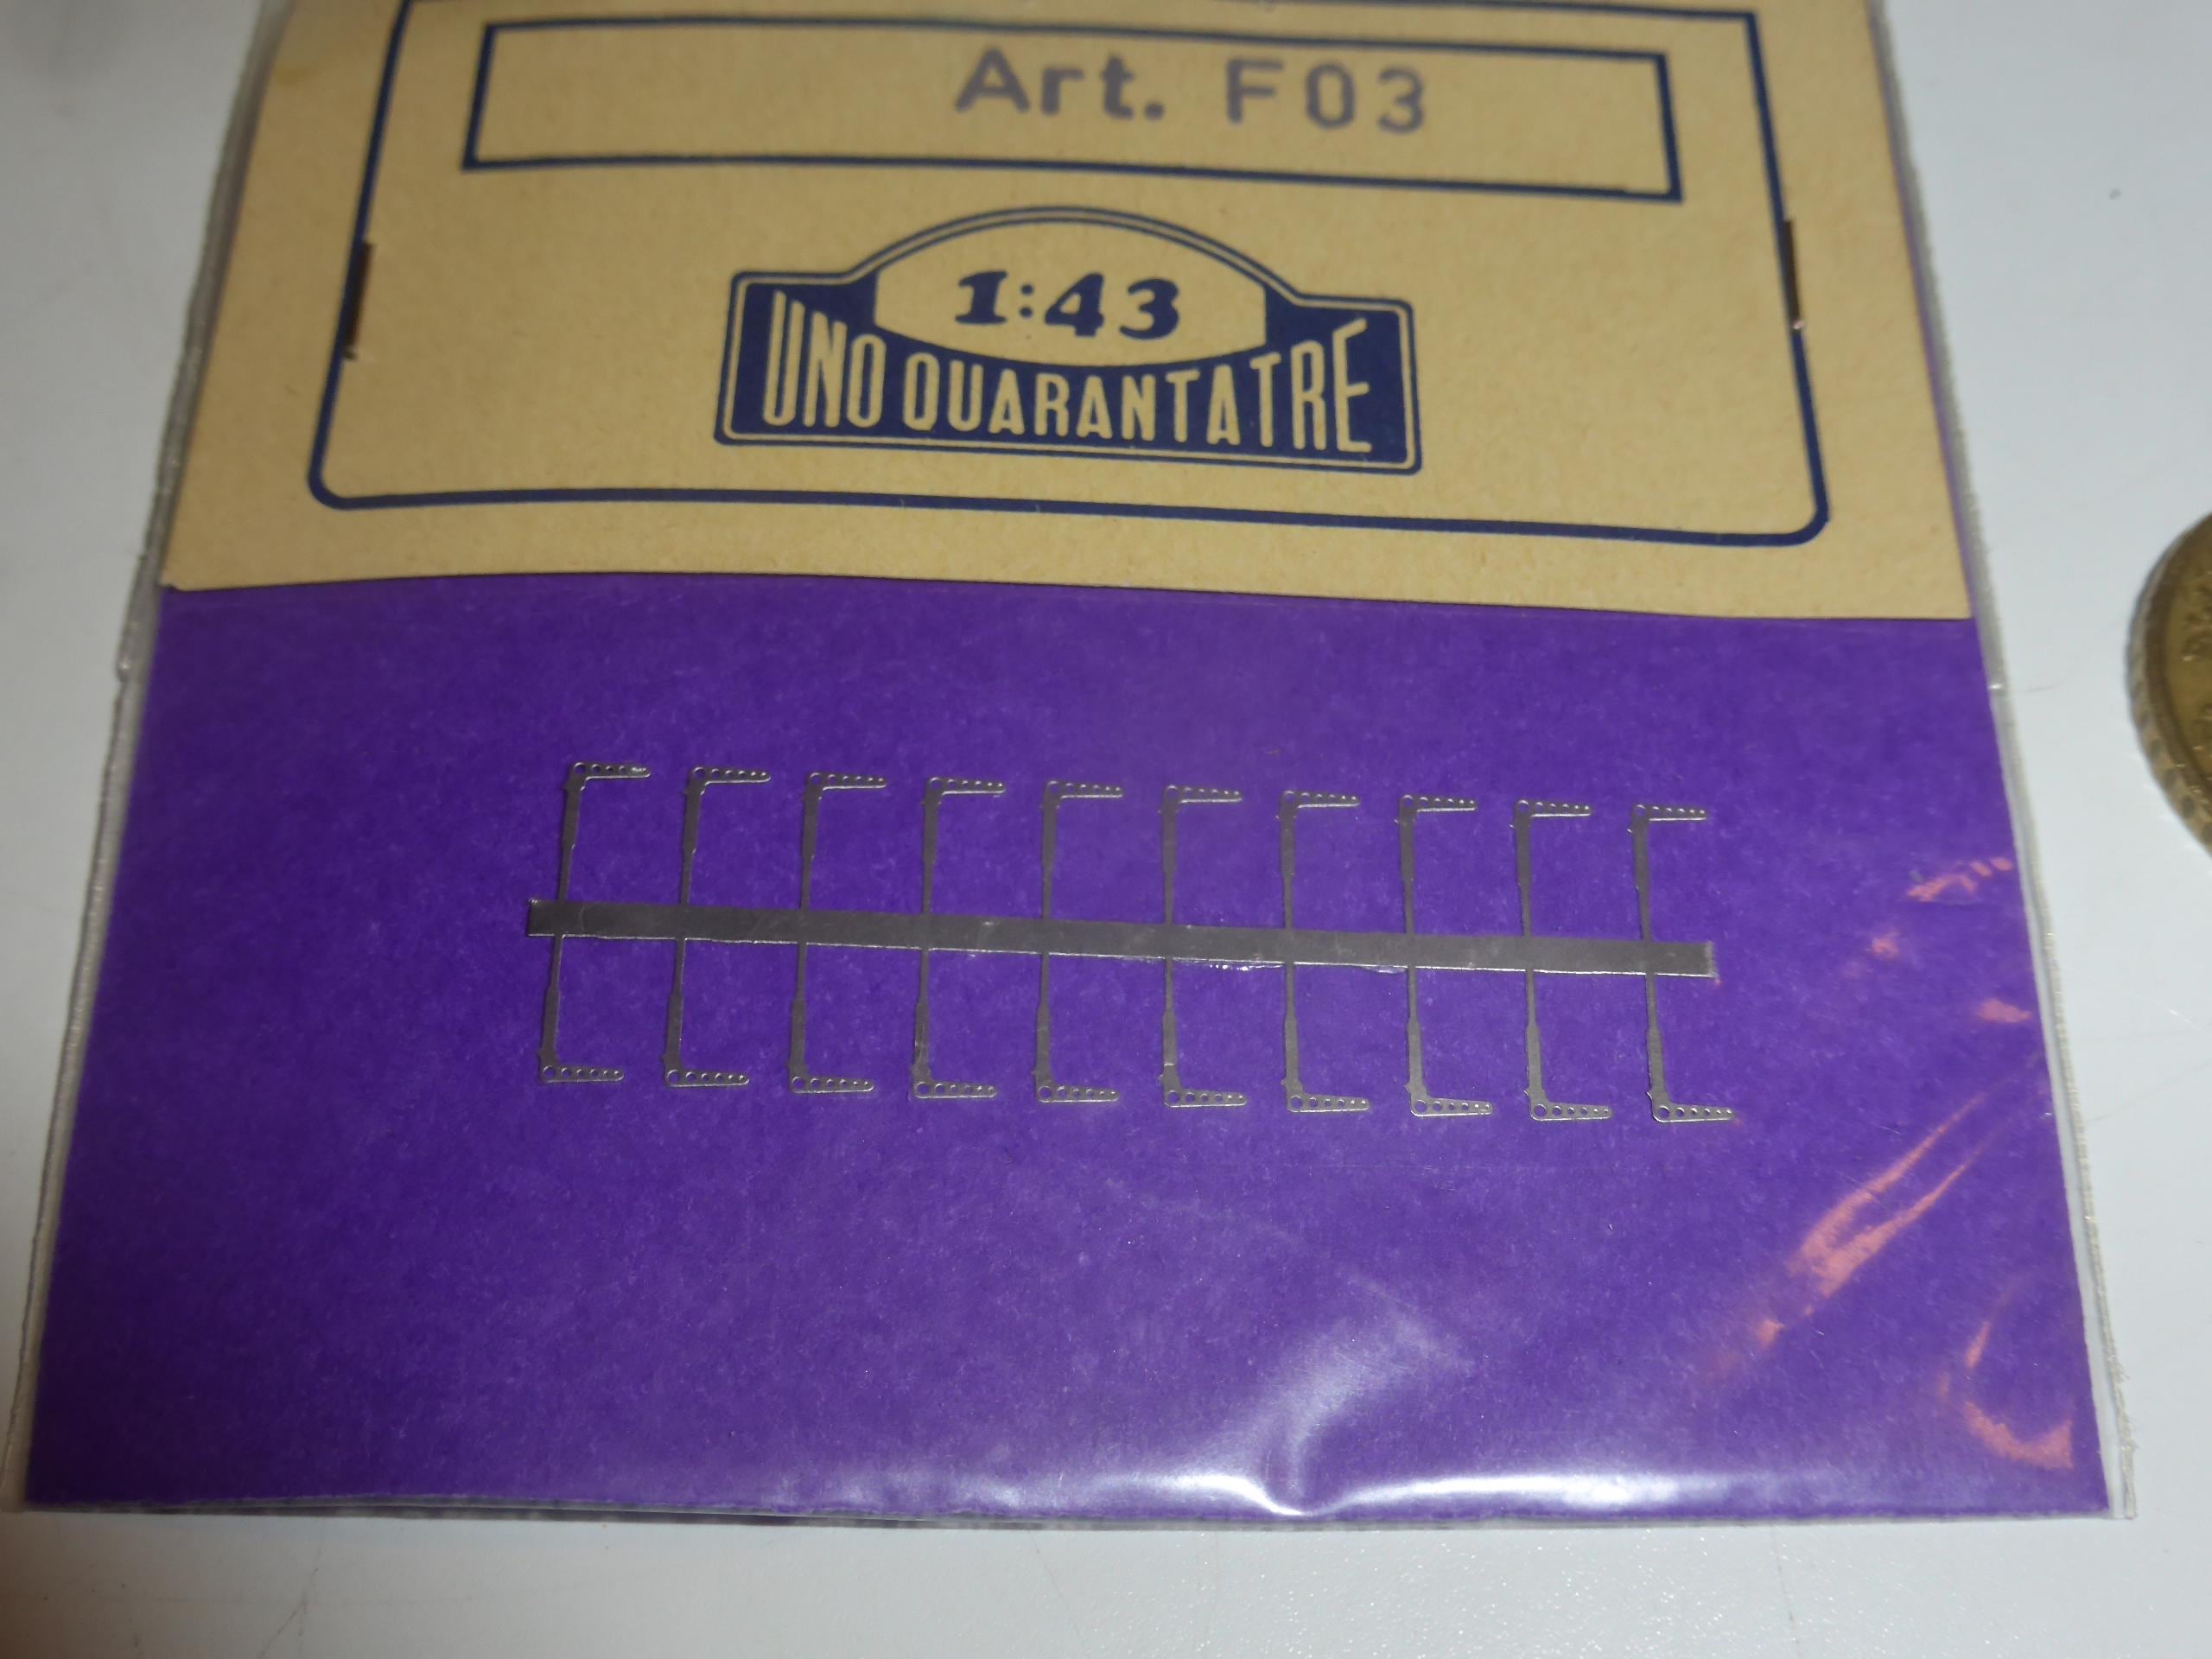 Art. F03
1:43
UNO QUARANTATRE